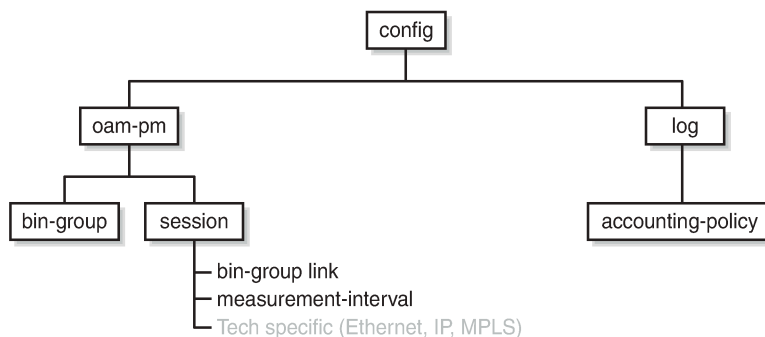 config
oam-pm
log
bin-group
session
accounting-policy
bin-group link
measurement-interval
Tech specific (Ethernet, IP, MPLS)